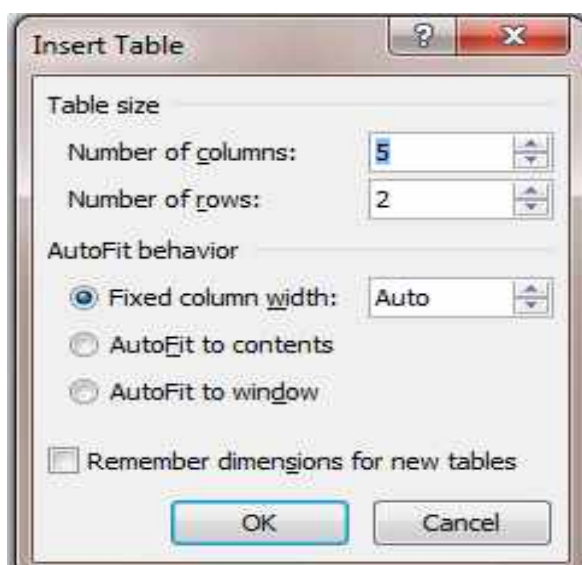 Insert Table
Table size
Number of columns: 5
Number of rows: 2
AutoFit behavior
Fixed column width: Auto
AutoFit to contents
AutoFit to window
Remember dimensions for new tables
OK Cancel